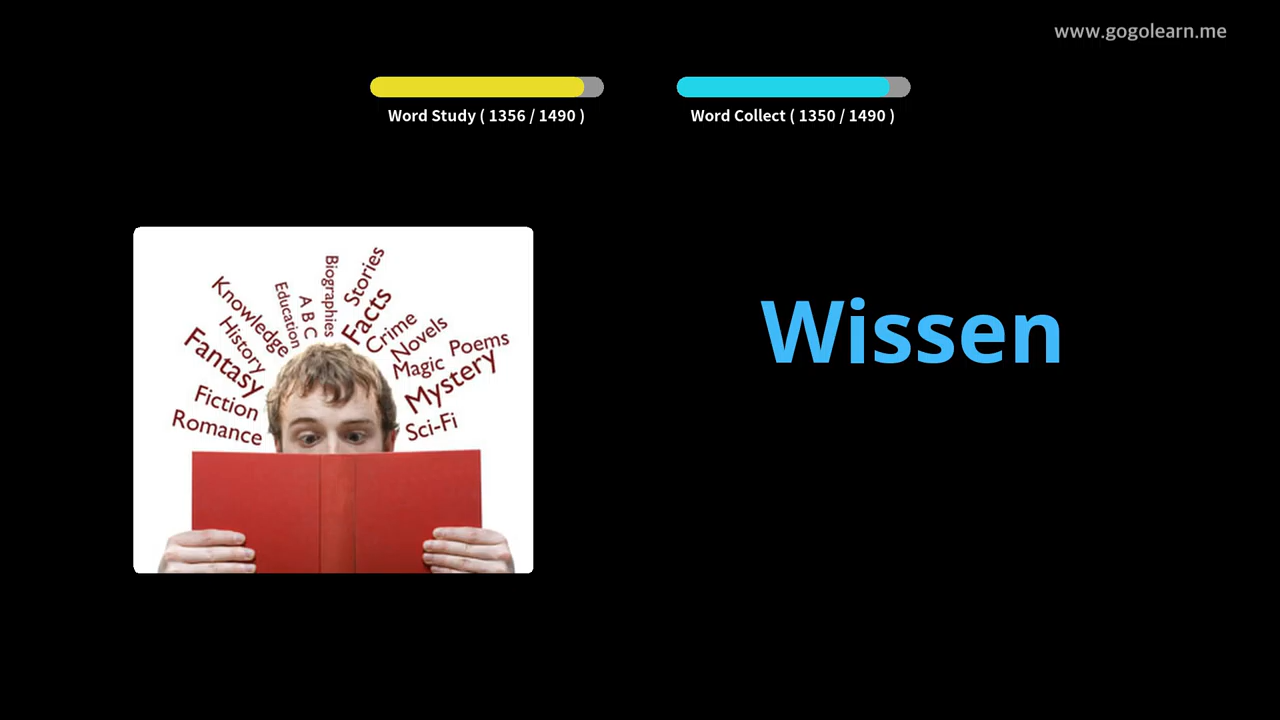 www.gogolearn.me
Word Study ( 1356 / 1490 )
Word Collect ( 1350 / 1490 )
Knowledge
Education
A B C
Biographies
Stories
Facts
Crime
Novels
Poems
Magic
Mystery
History
Fantasy
Fiction
Romance
Sci-Fi
Wissen